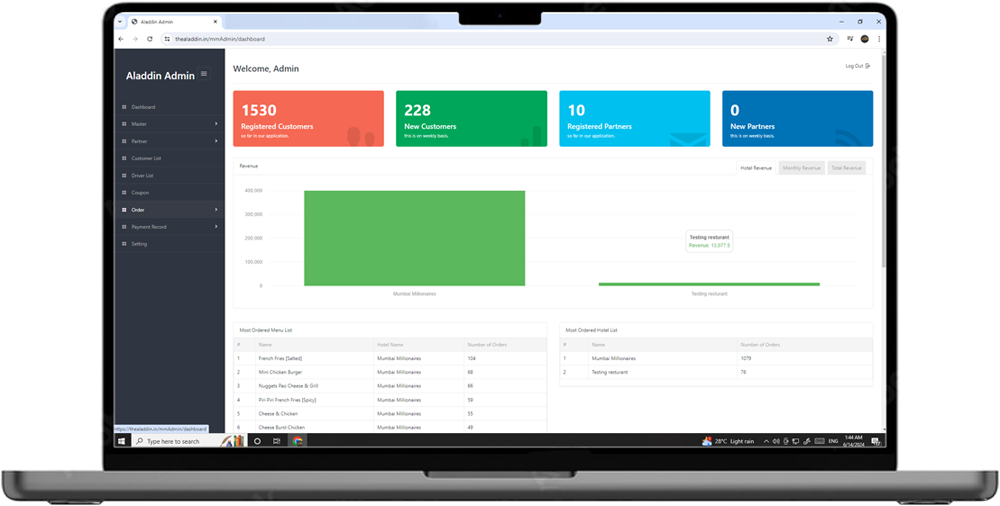 Aladdin Admin
thealaddin.in/mmAdmin/dashboard
Aladdin Admin
Dashboard
Master
Partner
Customer List
Driver List
Coupon
Order
Payment Record
Setting
Welcome, Admin
Log Out
1530
Registered Customers
so far in our application.
228
New Customers
this is on weekly basis.
10
Registered Partners
so far in our application.
0
New Partners
this is on weekly basis.
Revenue
Hotel Revenue
Monthly Revenue
Total Revenue
400,000
300,000
200,000
100,000
0
Mumbai Millionaires
Testing resturant
Revenue: 13,077.5
Testing resturant
Most Ordered Menu List
# Name Hotel Name Number of Orders
1 French Fries [Salted] Mumbai Millionaires 104
2 Mini Chicken Burger Mumbai Millionaires 68
3 Nuggets Pao Cheese & Grill Mumbai Millionaires 66
4 Piri Piri French Fries [Spicy] Mumbai Millionaires 59
5 Cheese & Chicken Mumbai Millionaires 55
6 Cheese Burst Chicken Mumbai Millionaires 49
Most Ordered Hotel List
# Name Number of Orders
1 Mumbai Millionaires 1079
2 Testing resturant 78
https://thealaddin.in/mmAdmin/dashboard
Type here to search
28°C Light rain
ENG
1:44 AM
6/14/2024